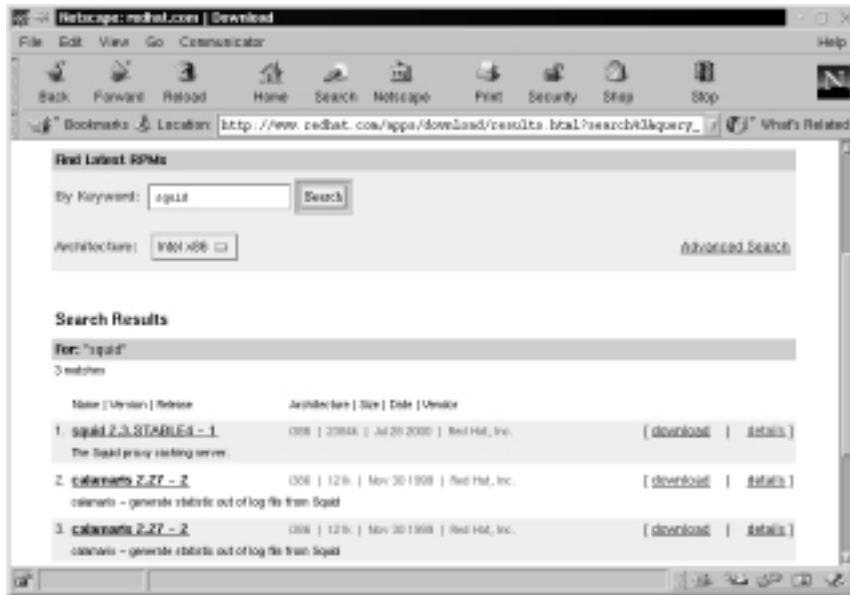 Netscape: redhat.com | Download
File Edit View Go Communicator Help
Back Forward Reload Home Search Netscape Print Security Shop Stop N
Bookmarks Location: http://www.redhat.com/apps/download/results.html?search&query_ What's Related
Find Latest RPMs
By Keyword: squid Search
Architecture: Intel x86 Advanced Search
Search Results
For: "squid"
3 matches
Name | Version | Release Architecture | Size | Date | Vendor
1. squid 2.3.STABLE4 - 1 i386 | | Jul 28 2000 | Red Hat, Inc. [ download | details ]
The Squid proxy caching server.
2. calamaris 2.27 - 2 i386 | 121k | Nov 30 | Red Hat, Inc. [ download | details ]
calamaris - generate statistic out of log file from Squid
3. calamaris 2.27 - 2 i386 | 121k | Nov 30 | Red Hat, Inc. [ download | details ]
calamaris - generate statistic out of log file from Squid